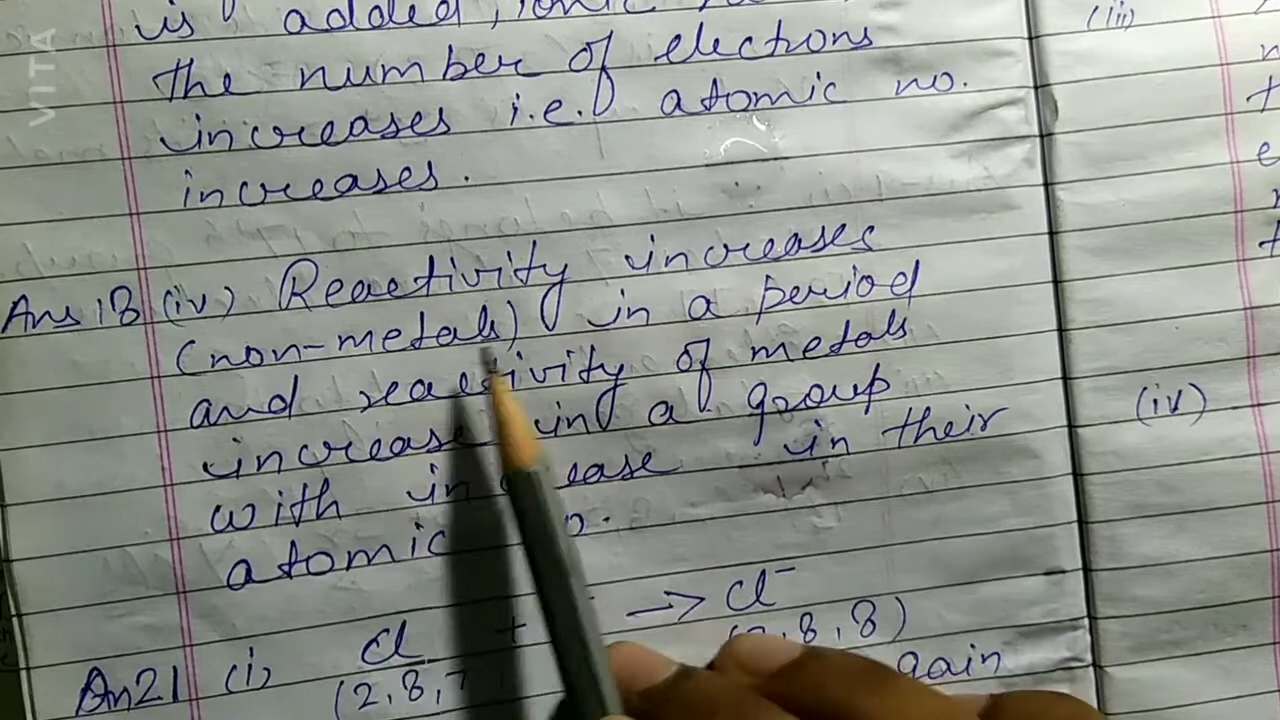 VITA
is added, ionic
the number of electrons
increases i.e. atomic no.
increases.
Ans 18 (iv) Reactivity increases
(non-metals) in a period
and reactivity of metals
increase in a group
with in ease in their
atomic
An21 (i) Cl + → Cl⁻
(2,8,7 ,8,8)
gain
(iii)
(iv)